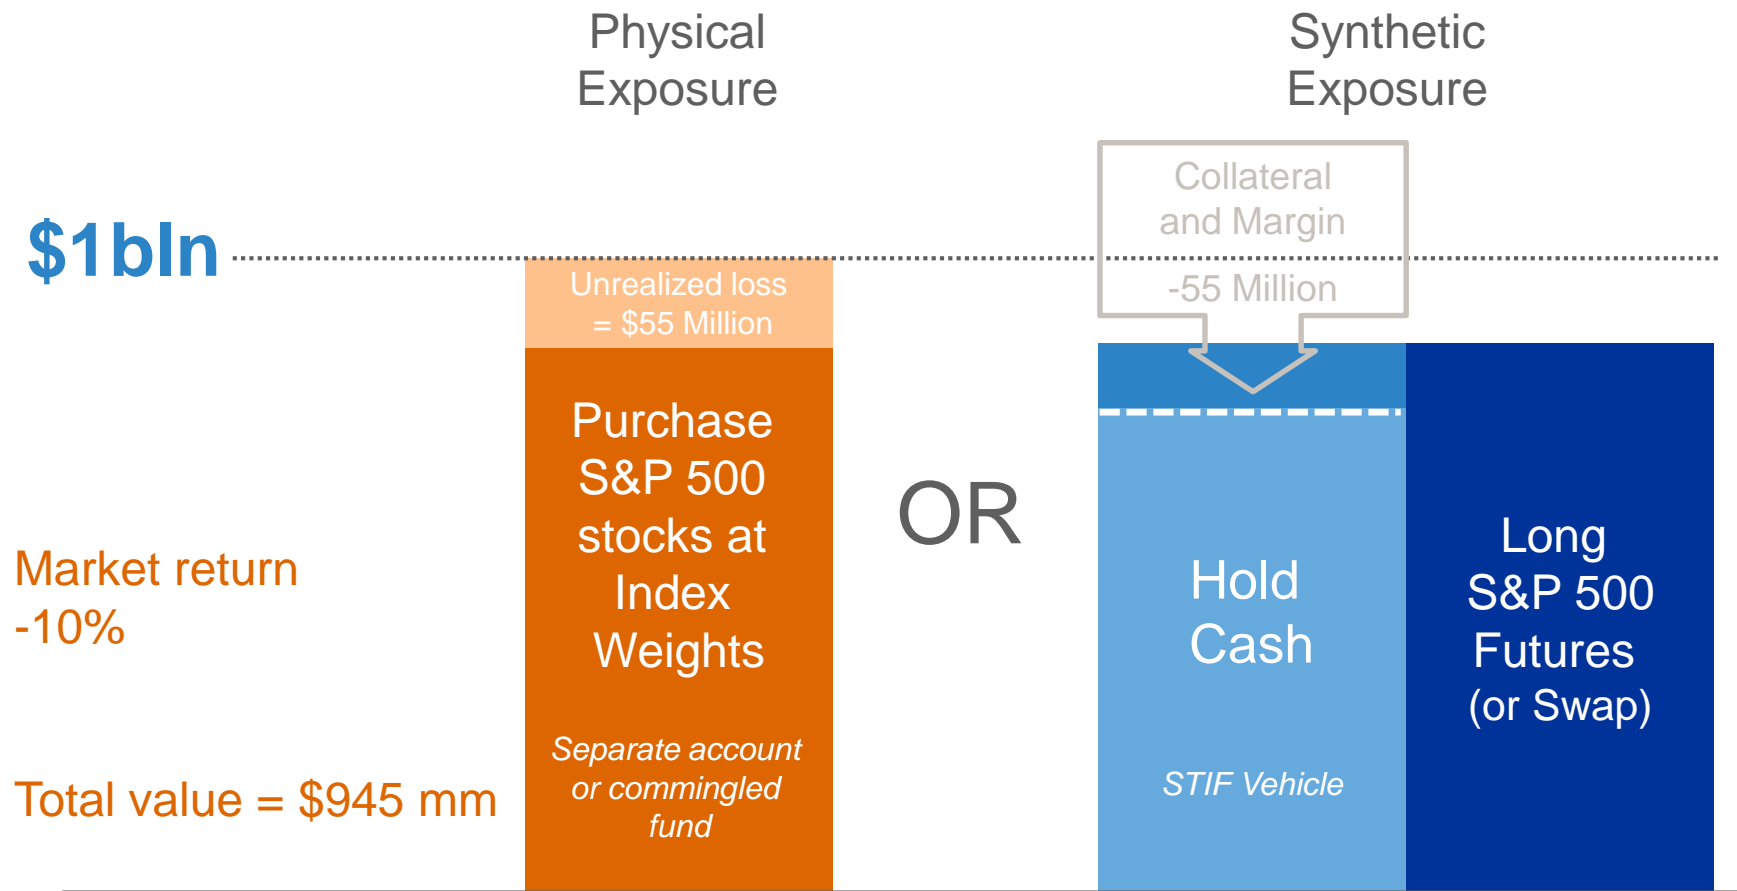 Physical
Exposure
Synthetic
Exposure
Collateral
and Margin
-55 Million
$1bln
Unrealized loss
= $55 Million
Purchase
S&P 500
stocks at
Index
Weights
Separate account
or commingled
fund
OR
Hold
Cash
STIF Vehicle
Long
S&P 500
Futures
(or Swap)
Market return
-10%
Total value = $945 mm